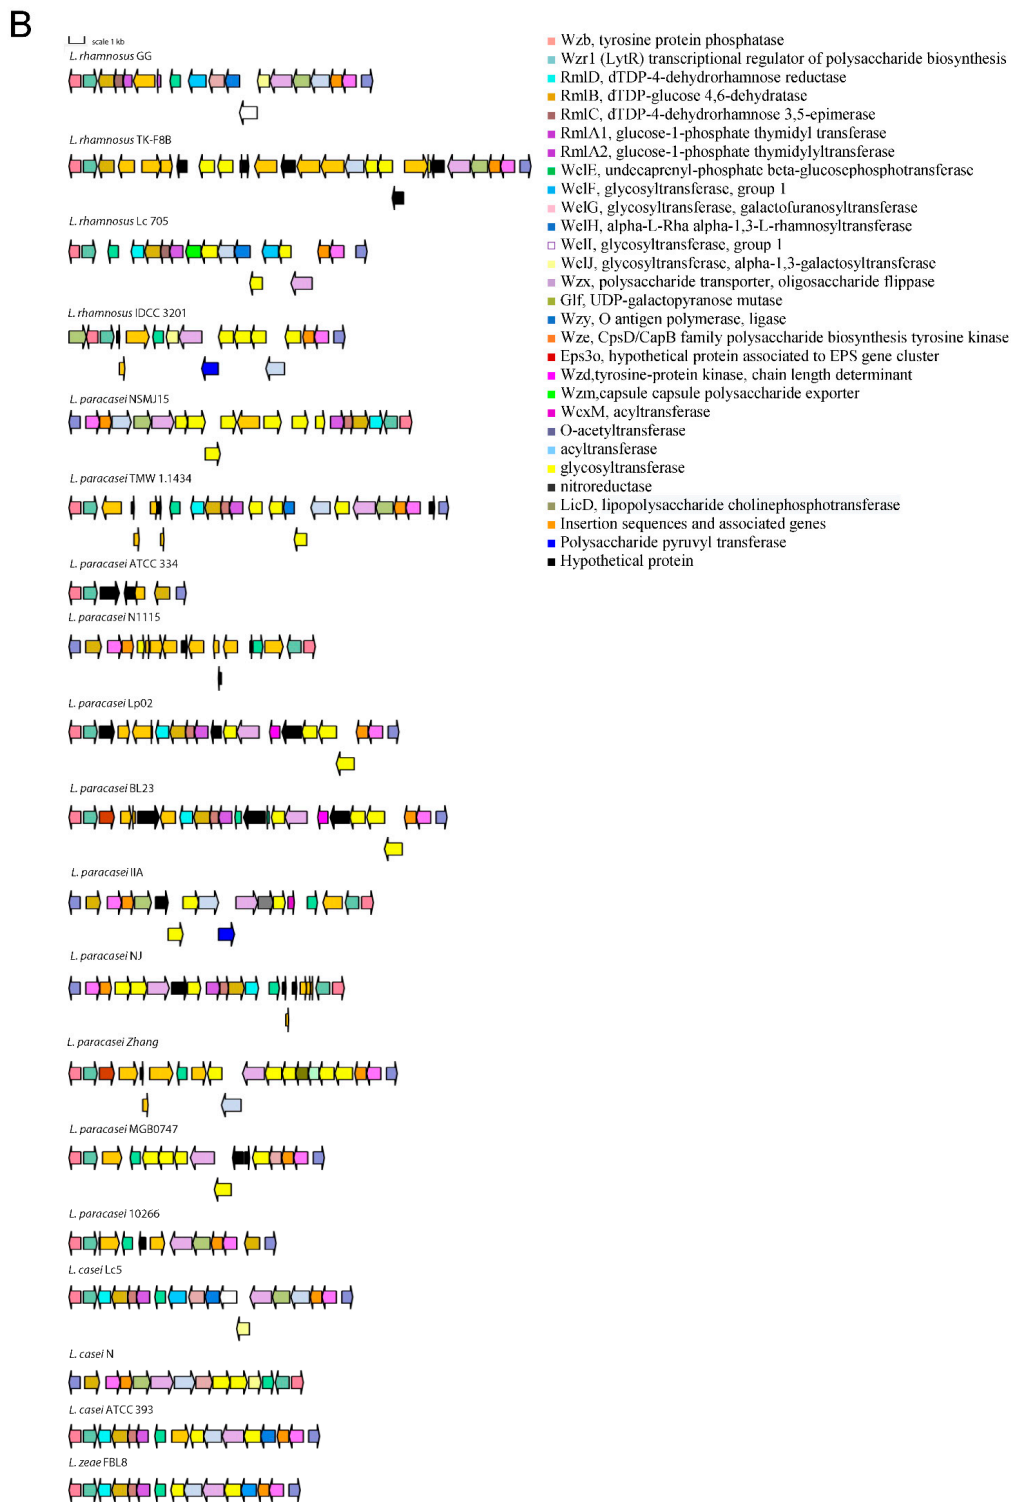 B
scale 1 kb
L. rhamnosus GG
L. rhamnosus TK-F8B
L. rhamnosus Lc 705
L. rhamnosus IDCC 3201
L. paracasei NSMJ15
L. paracasei TMW 1.1434
L. paracasei ATCC 334
L. paracasei N1115
L. paracasei Lp02
L. paracasei BL23
L. paracasei IIA
L. paracasei NJ
L. paracasei Zhang
L. paracasei MGB0747
L. paracasei 10266
L. casei Lc5
L. casei N
L. casei ATCC 393
L. zeae FBL8
Wzb, tyrosine protein phosphatase
Wzr1 (LytR) transcriptional regulator of polysaccharide biosynthesis
RmlD, dTDP-4-dehydrorhamnose reductase
RmlB, dTDP-glucose 4,6-dehydratase
RmlC, dTDP-4-dehydrorhamnose 3,5-epimerase
RmlA1, glucose-1-phosphate thymidyl transferase
RmlA2, glucose-1-phosphate thymidylyltransferase
WelE, undecaprenyl-phosphate beta-glucosephosphotransferase
WelF, glycosyltransferase, group 1
WelG, glycosyltransferase, galactofuranosyltransferase
WelH, alpha-L-Rha alpha-1,3-L-rhamnosyltransferase
WelI, glycosyltransferase, group 1
WelJ, glycosyltransferase, alpha-1,3-galactosyltransferase
Wzx, polysaccharide transporter, oligosaccharide flippase
Glf, UDP-galactopyranose mutase
Wzy, O antigen polymerase, ligase
Wze, CpsD/CapB family polysaccharide biosynthesis tyrosine kinase
Eps3o, hypothetical protein associated to EPS gene cluster
Wzd,tyrosine-protein kinase, chain length determinant
Wzm,capsule capsule polysaccharide exporter
WcxM, acyltransferase
O-acetyltransferase
acyltransferase
glycosyltransferase
nitroreductase
LicD, lipopolysaccharide cholinephosphotransferase
Insertion sequences and associated genes
Polysaccharide pyruvyl transferase
Hypothetical protein